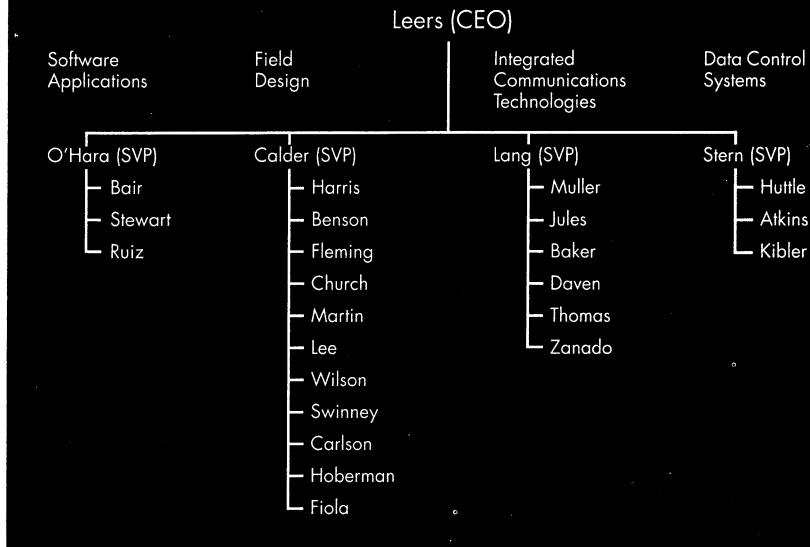 Leers (CEO)
Software
Applications
Field
Design
Integrated
Communications
Technologies
Data Control
Systems
O'Hara (SVP)
Bair
Stewart
Ruiz
Calder (SVP)
Harris
Benson
Fleming
Church
Martin
Lee
Wilson
Swinney
Carlson
Hoberman
Fiola
Lang (SVP)
Muller
Jules
Baker
Daven
Thomas
Zanado
Stern (SVP)
Huttle
Atkins
Kibler